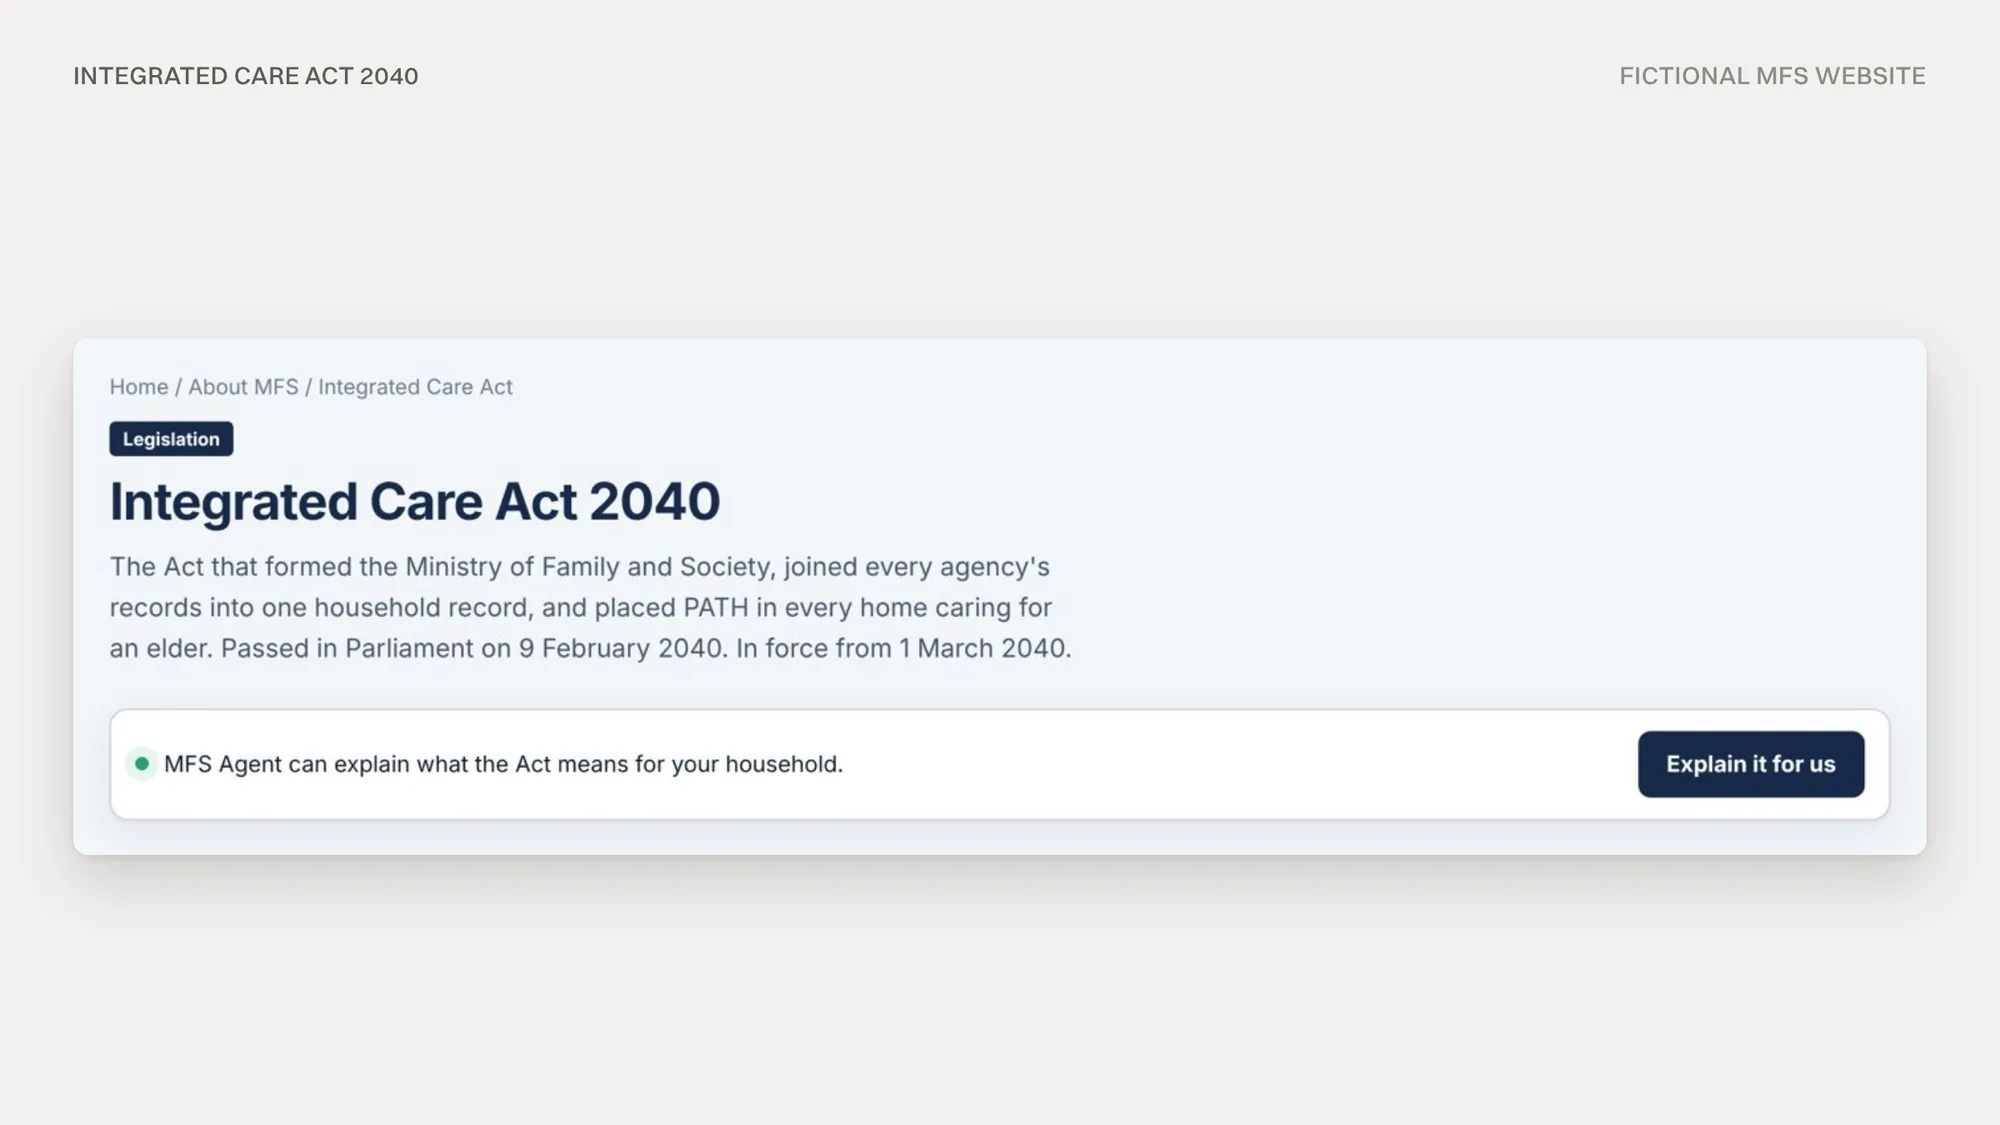 INTEGRATED CARE ACT 2040
FICTIONAL MFS WEBSITE
Home / About MFS / Integrated Care Act
Legislation
Integrated Care Act 2040
The Act that formed the Ministry of Family and Society, joined every agency's
records into one household record, and placed PATH in every home caring for
an elder. Passed in Parliament on 9 February 2040. In force from 1 March 2040.
MFS Agent can explain what the Act means for your household.
Explain it for us